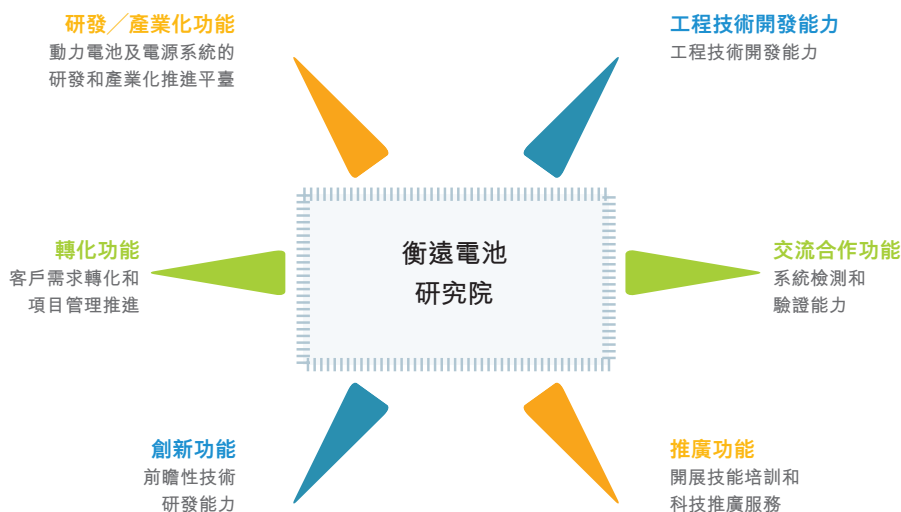 研發╱產業化功能
動力電池及電源系統的
研發和產業化推進平臺
工程技術開發能力
工程技術開發能力
轉化功能
客戶需求轉化和
項目管理推進
衡遠電池
研究院
交流合作功能
系統檢測和
驗證能力
創新功能
前瞻性技術
研發能力
推廣功能
開展技能培訓和
科技推廣服務